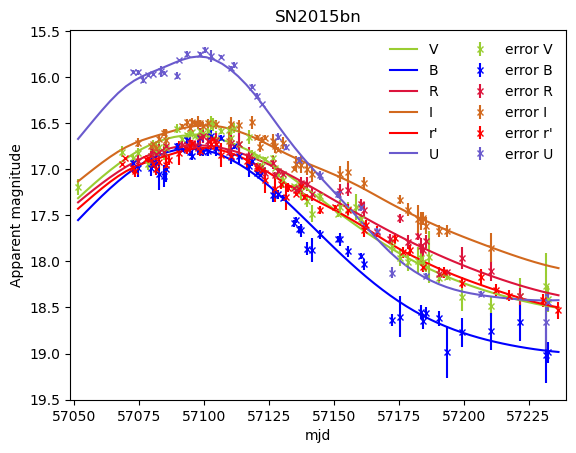 SN2015bn
15.5
16.0
16.5
17.0
17.5
18.0
18.5
19.0
19.5
Apparent magnitude
57050 57075 57100 57125 57150 57175 57200 57225
mjd
V error V
B error B
R error R
I error I
r' error r'
U error U